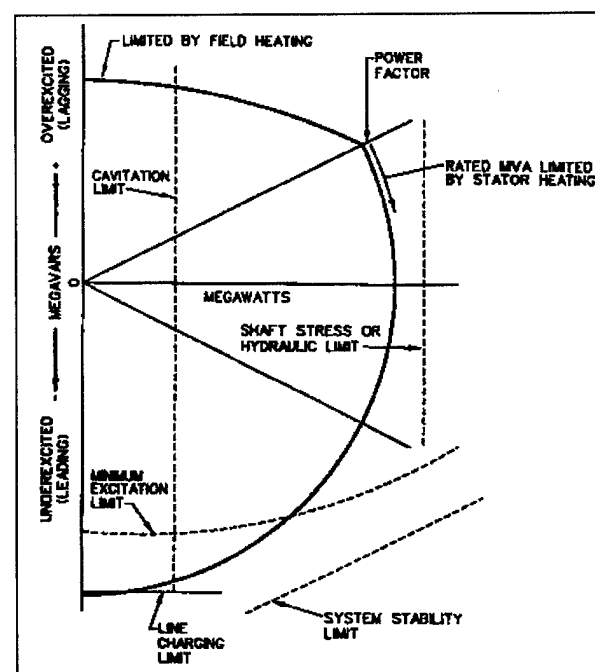 LIMITED BY FIELD HEATING
POWER
FACTOR
OVEREXCITED
(LAGGING)
RATED MVA LIMITED
BY STATOR HEATING
CAVITATION
LIMIT
MEGAVARS
+
-
O
MEGAWATTS
SHAFT STRESS OR
HYDRAULIC LIMIT
UNDEREXCITED
(LEADING)
MINIMUM
EXCITATION
LIMIT
LINE
CHARGING
LIMIT
SYSTEM STABILITY
LIMIT